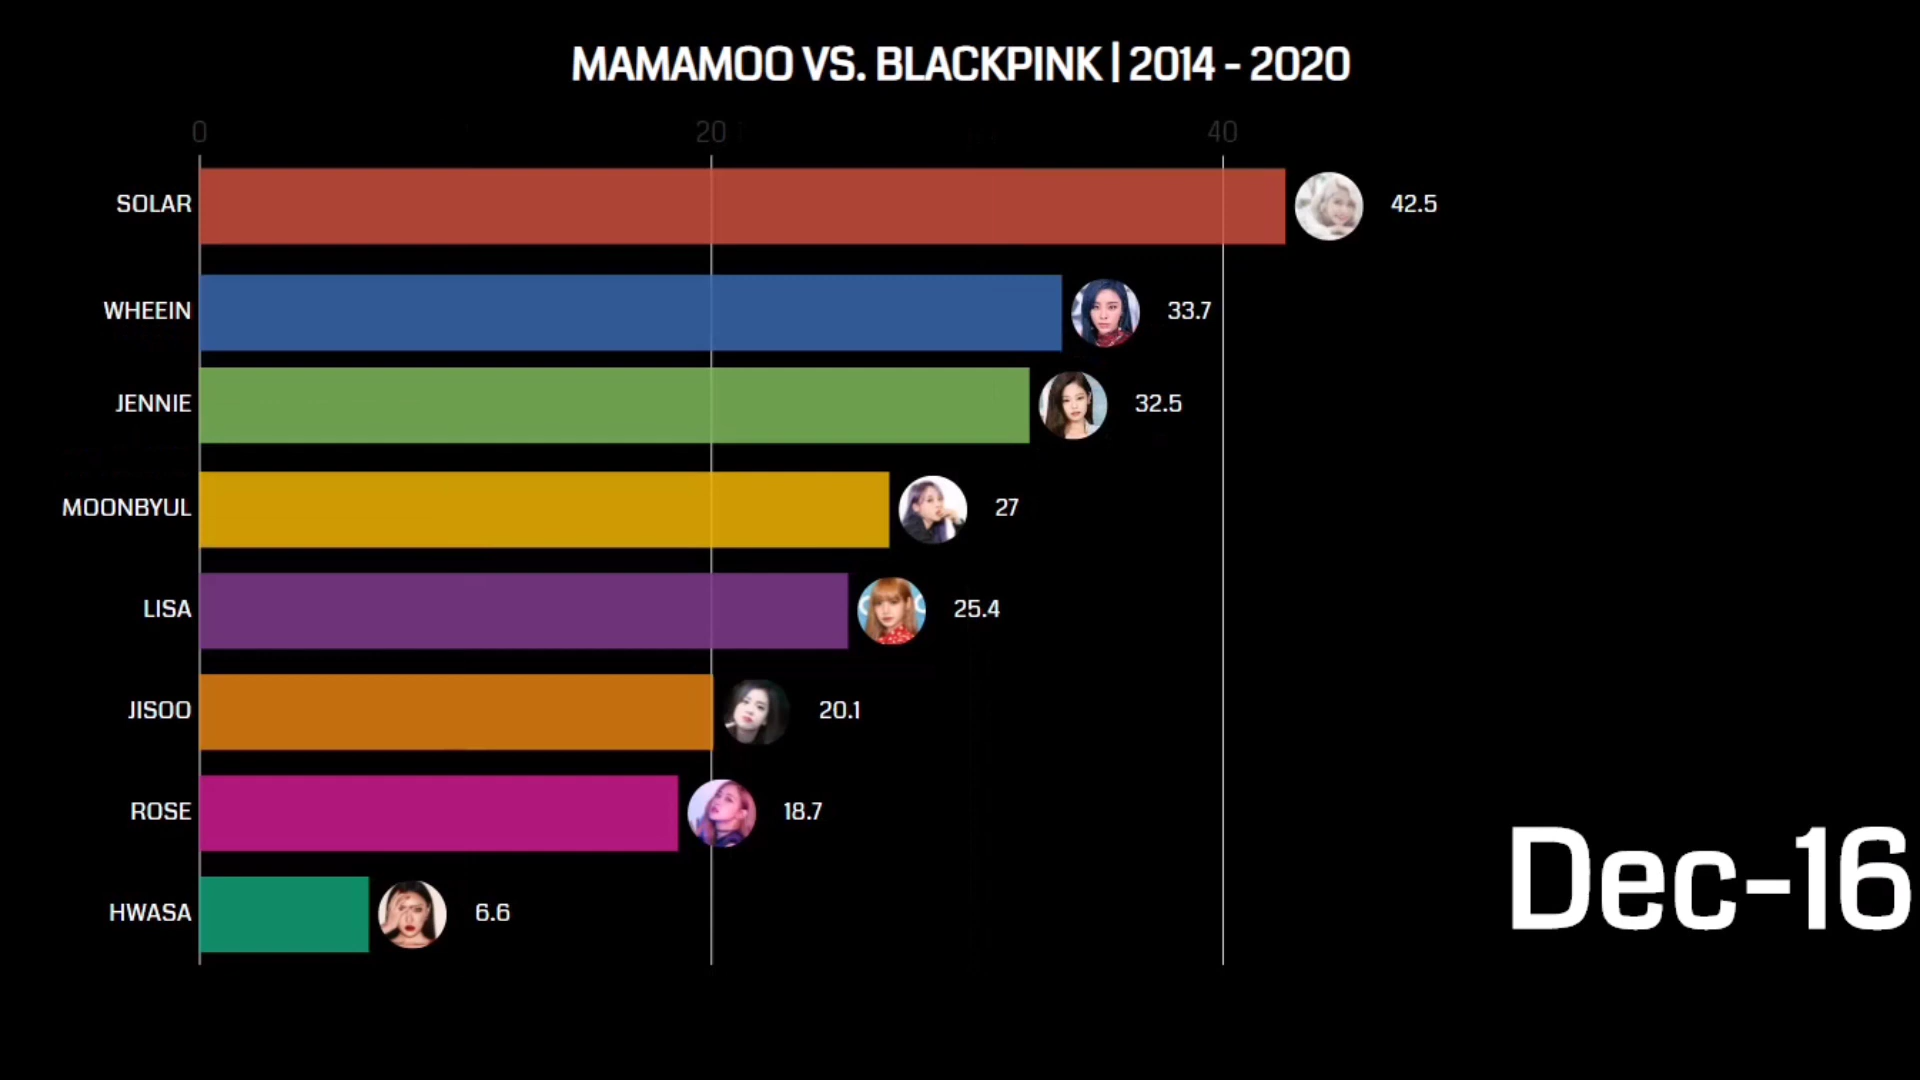 MAMAMOO VS. BLACKPINK | 2014 - 2020
0 20 40
SOLAR 42.5
WHEEIN 33.7
JENNIE 32.5
MOONBYUL 27
LISA 25.4
JISOO 20.1
ROSE 18.7
HWASA 6.6
Dec-16